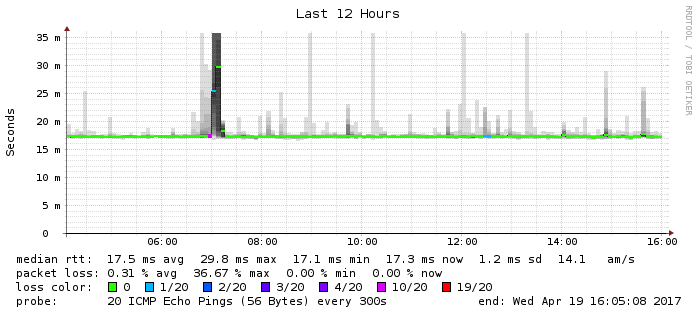 Last 12 Hours
RRDTOOL / TOBI OETIKER
Seconds
35 m
30 m
25 m
20 m
15 m
10 m
5 m
0
06:00 08:00 10:00 12:00 14:00 16:00
median rtt: 17.5 ms avg 29.8 ms max 17.1 ms min 17.3 ms now 1.2 ms sd 14.1 am/s
packet loss: 0.31 % avg 36.67 % max 0.00 % min 0.00 % now
loss color: 0 1/20 2/20 3/20 4/20 10/20 19/20
probe: 20 ICMP Echo Pings (56 Bytes) every 300s end: Wed Apr 19 16:05:08 2017